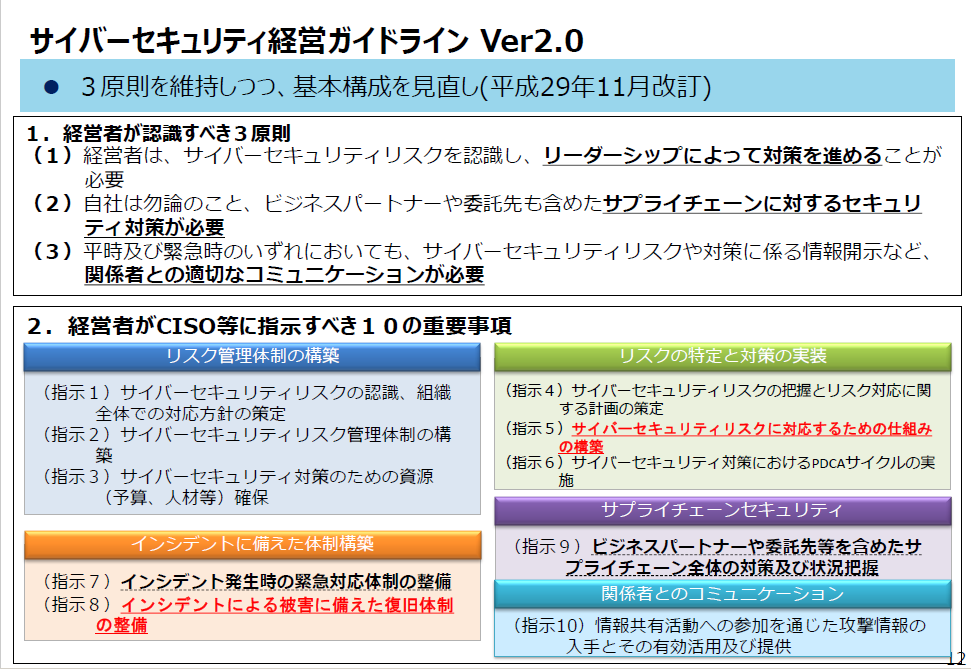 サイバーセキュリティ経営ガイドライン Ver2.0
● ３原則を維持しつつ、基本構成を見直し(平成29年11月改訂)
１．経営者が認識すべき３原則
（１）経営者は、サイバーセキュリティリスクを認識し、リーダーシップによって対策を進めることが
必要
（２）自社は勿論のこと、ビジネスパートナーや委託先も含めたサプライチェーンに対するセキュリ
ティ対策が必要
（３）平時及び緊急時のいずれにおいても、サイバーセキュリティリスクや対策に係る情報開示など、
関係者との適切なコミュニケーションが必要
２．経営者がCISO等に指示すべき１０の重要事項
リスク管理体制の構築
（指示１）サイバーセキュリティリスクの認識、組織
全体での対応方針の策定
（指示２）サイバーセキュリティリスク管理体制の構
築
（指示３）サイバーセキュリティ対策のための資源
（予算、人材等）確保
インシデントに備えた体制構築
（指示７）インシデント発生時の緊急対応体制の整備
（指示８）インシデントによる被害に備えた復旧体制
の整備
リスクの特定と対策の実装
（指示４）サイバーセキュリティリスクの把握とリスク対応に関
する計画の策定
（指示５）サイバーセキュリティリスクに対応するための仕組み
の構築
（指示６）サイバーセキュリティ対策におけるPDCAサイクルの実
施
サプライチェーンセキュリティ
（指示９）ビジネスパートナーや委託先等を含めたサ
プライチェーン全体の対策及び状況把握
関係者とのコミュニケーション
（指示10）情報共有活動への参加を通じた攻撃情報の
入手とその有効活用及び提供
12